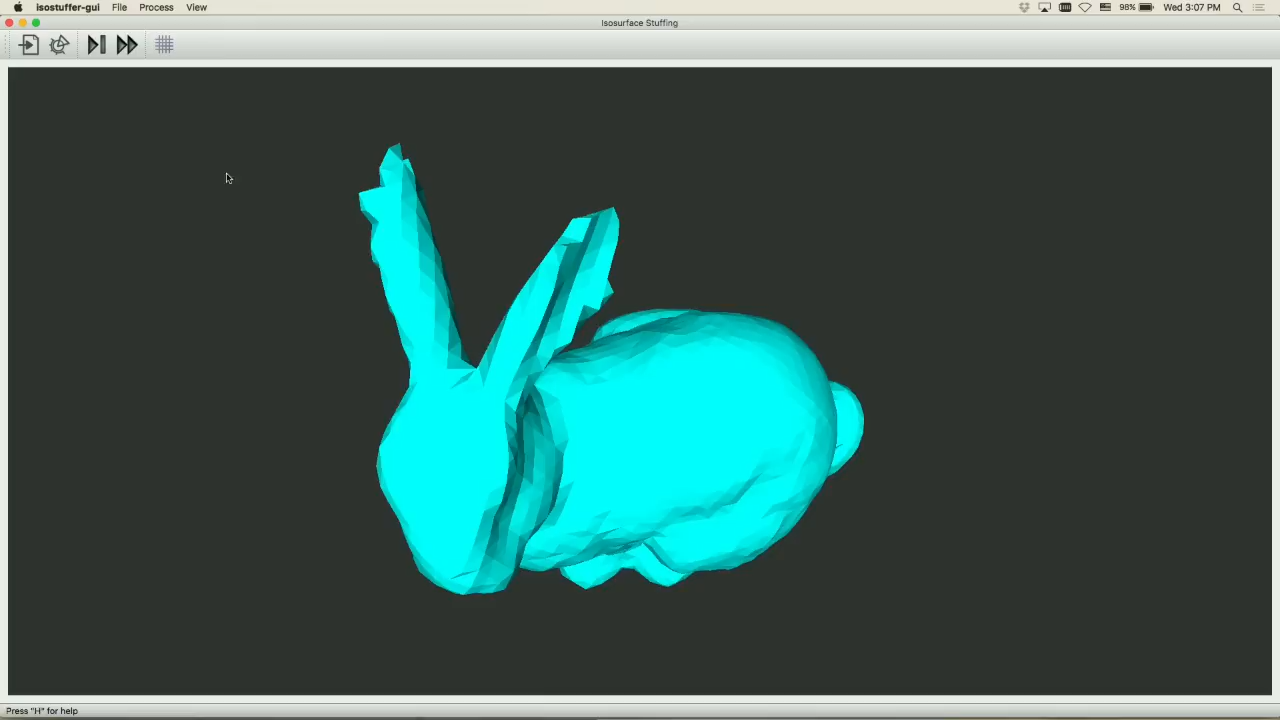 isostuffer-gui File Process View 98% Wed 3:07 PM
Isosurface Stuffing
Press "H" for help